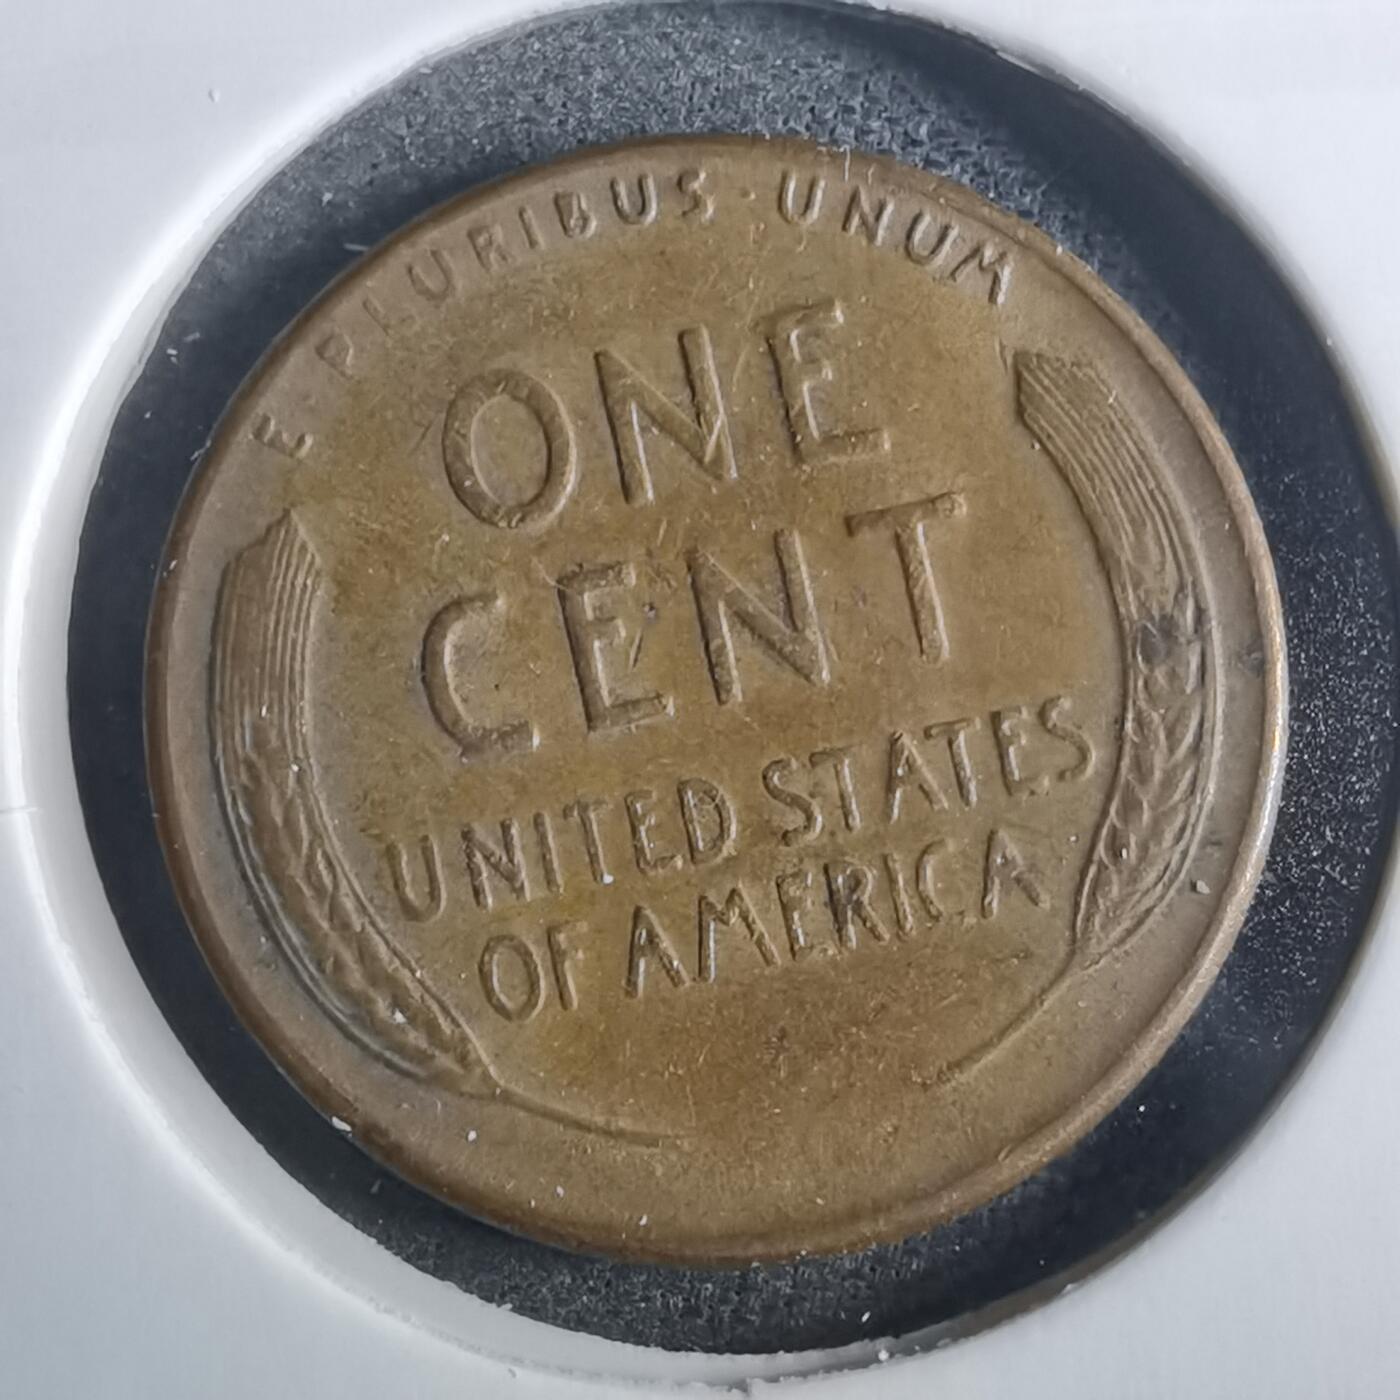 E · PLURIBUS · UNUM
ONE
CENT
UNITED STATES
OF AMERICA